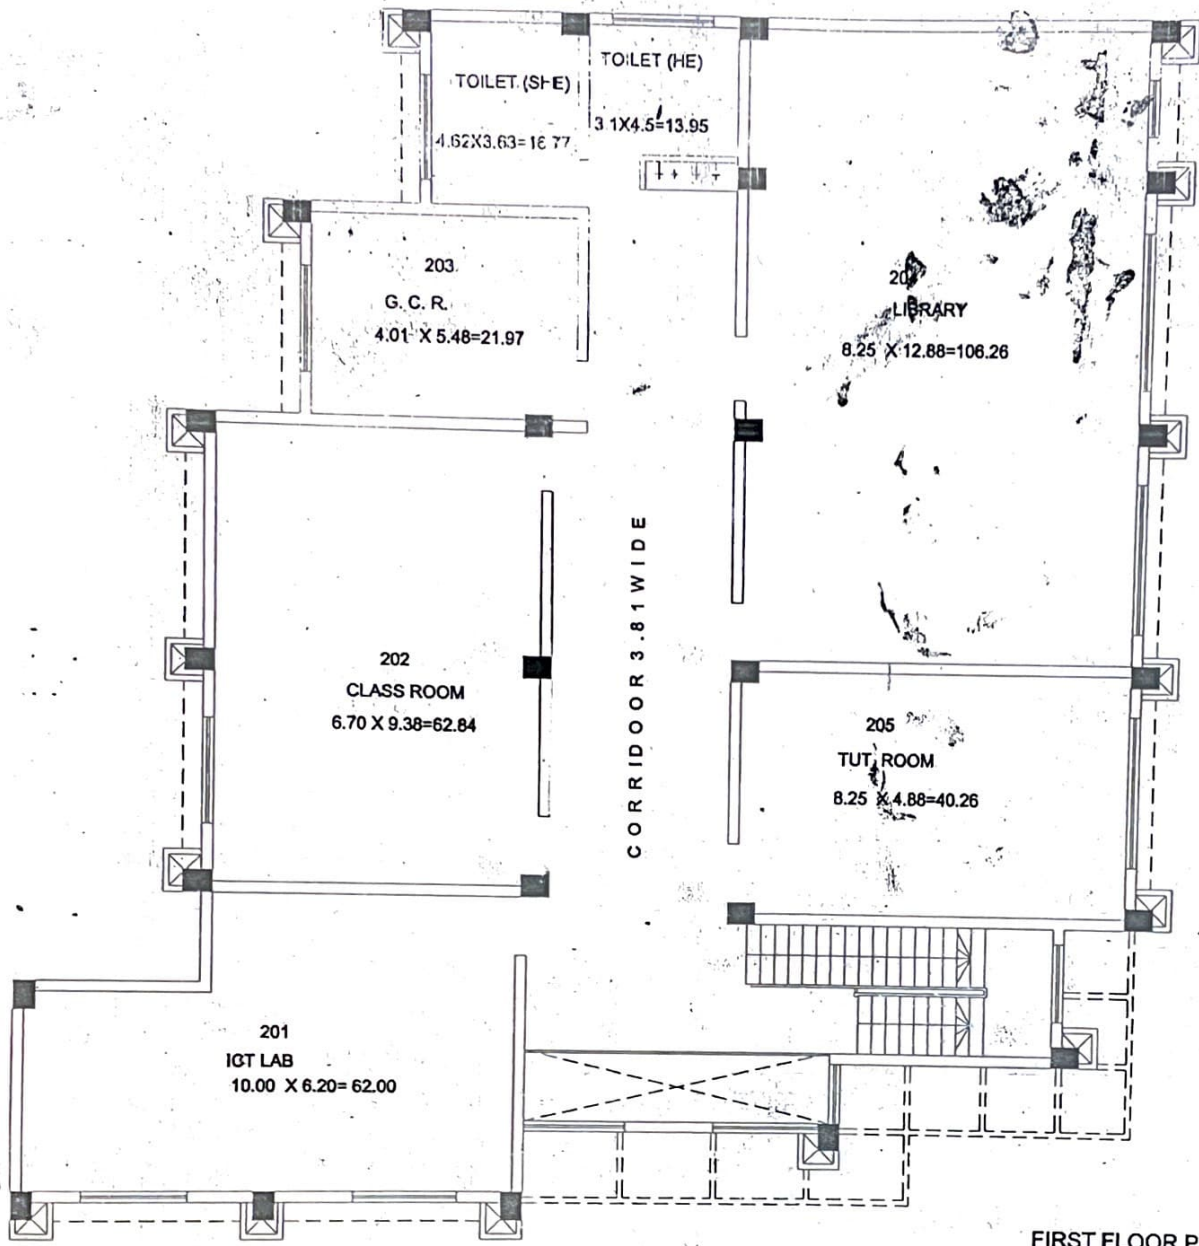 TOILET (SHE)
4.62X3.63=16.77
TOILET (HE)
3.1X4.5=13.95
203.
G. C. R.
4.01 X 5.48=21.97
LIBRARY
8.25 X 12.88=106.26
202
CLASS ROOM
6.70 X 9.38=62.84
CORRIDOOR 3.81 WIDE
205
TUT. ROOM
8.25 X 4.88=40.26
201
ICT LAB
10.00 X 6.20= 62.00
FIRST FLOOR P